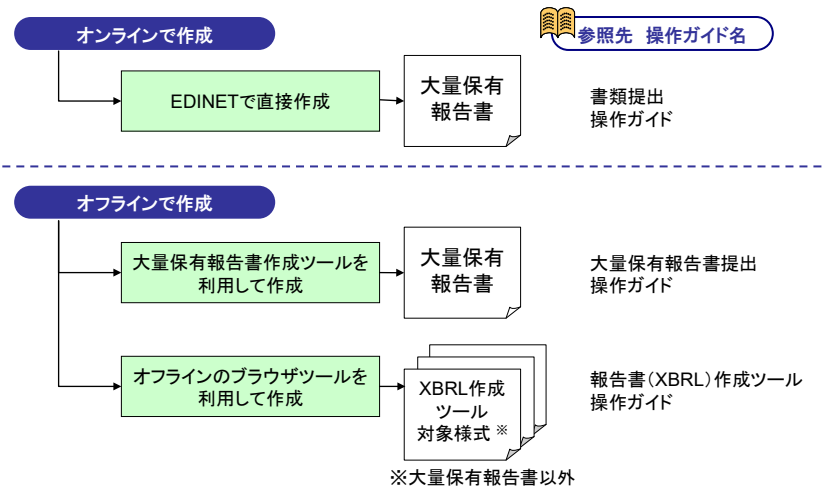 オンラインで作成
参照先 操作ガイド名
EDINETで直接作成
大量保有
報告書
書類提出
操作ガイド
オフラインで作成
大量保有報告書作成ツールを
利用して作成
大量保有
報告書
大量保有報告書提出
操作ガイド
オフラインのブラウザツールを
利用して作成
XBRL作成
ツール
対象様式※
報告書（XBRL）作成ツール
操作ガイド
※大量保有報告書以外